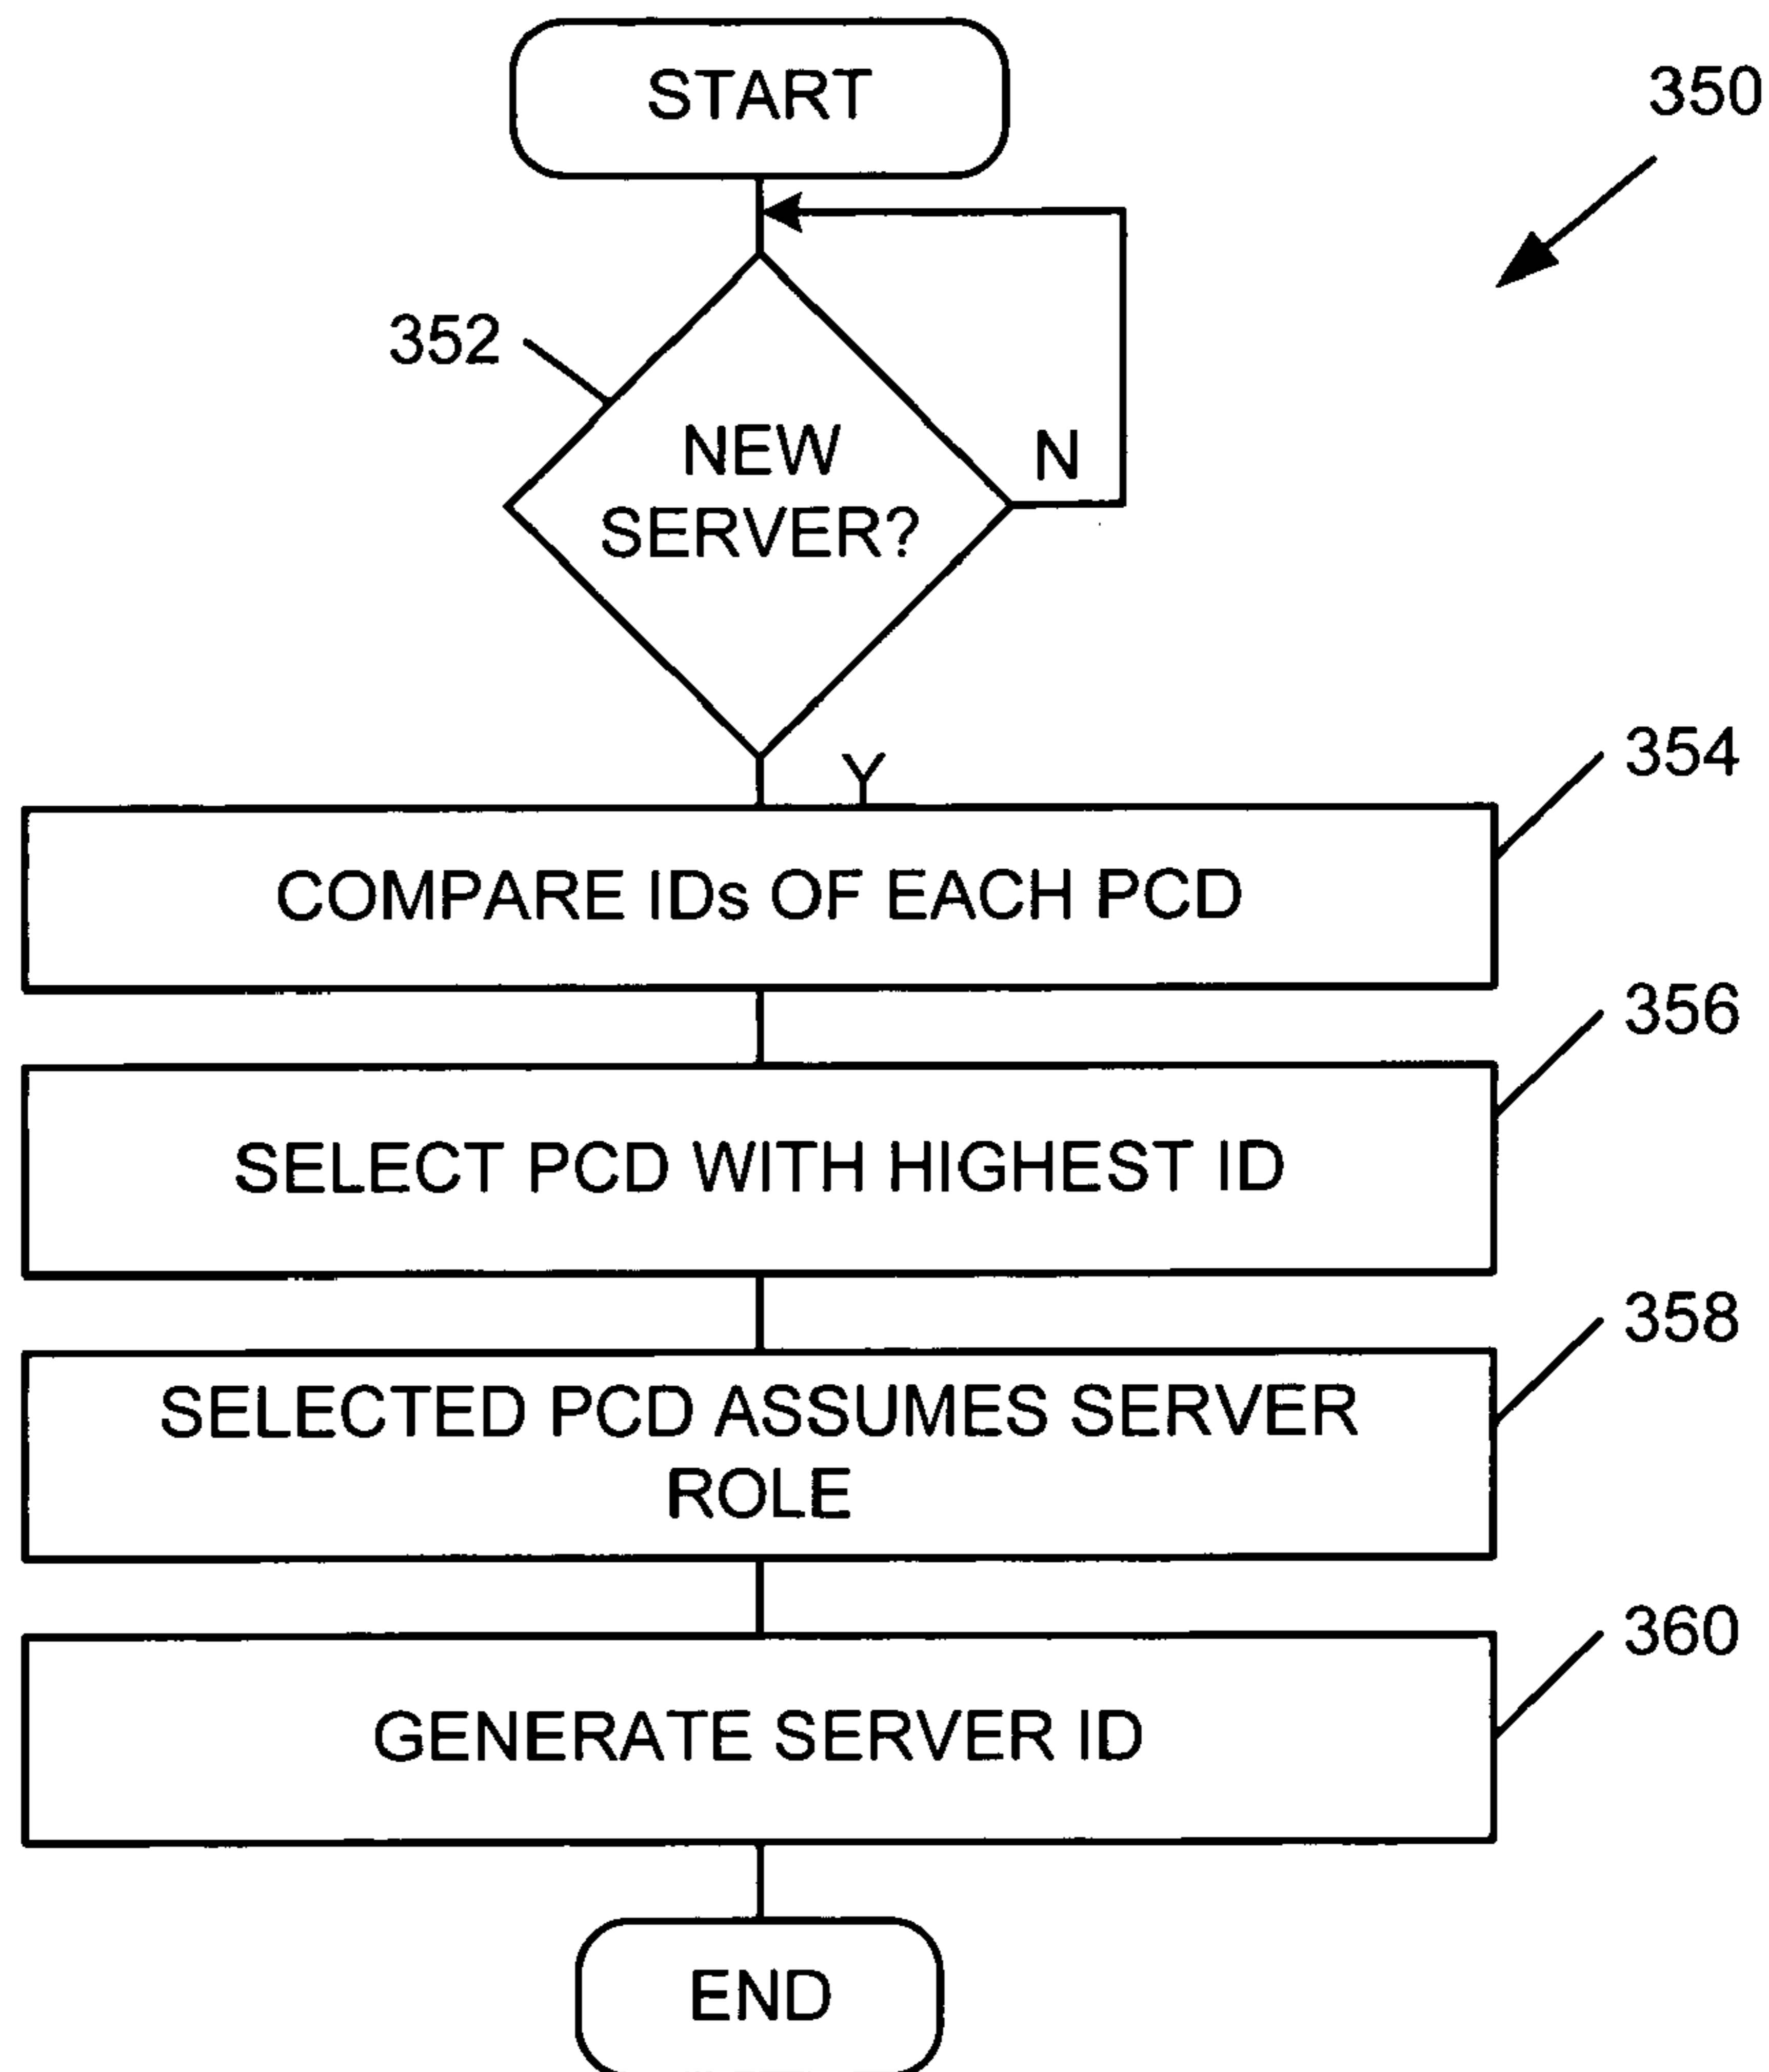 START
350
352
NEW
SERVER?
N
Y
354
COMPARE IDs OF EACH PCD
356
SELECT PCD WITH HIGHEST ID
358
SELECTED PCD ASSUMES SERVER
ROLE
360
GENERATE SERVER ID
END